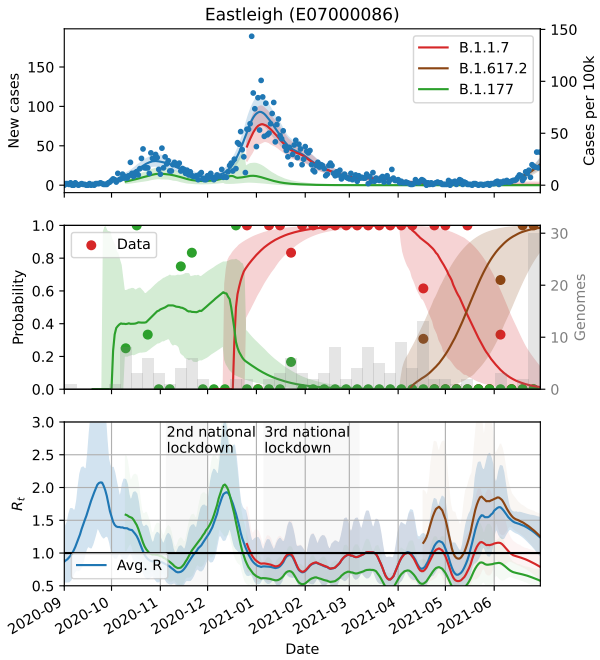 Eastleigh (E07000086)
New cases
150
100
50
0
B.1.1.7
B.1.617.2
B.1.177
150
100
50
0
Cases per 100k
Probability
1.0
0.8
0.6
0.4
0.2
0.0
Data
30
20
10
0
Genomes
R_t
3.0
2.5
2.0
1.5
1.0
0.5
2nd national
lockdown
3rd national
lockdown
Avg. R
2020-09
2020-10
2020-11
2020-12
2021-01
2021-02
2021-03
2021-04
2021-05
2021-06
Date